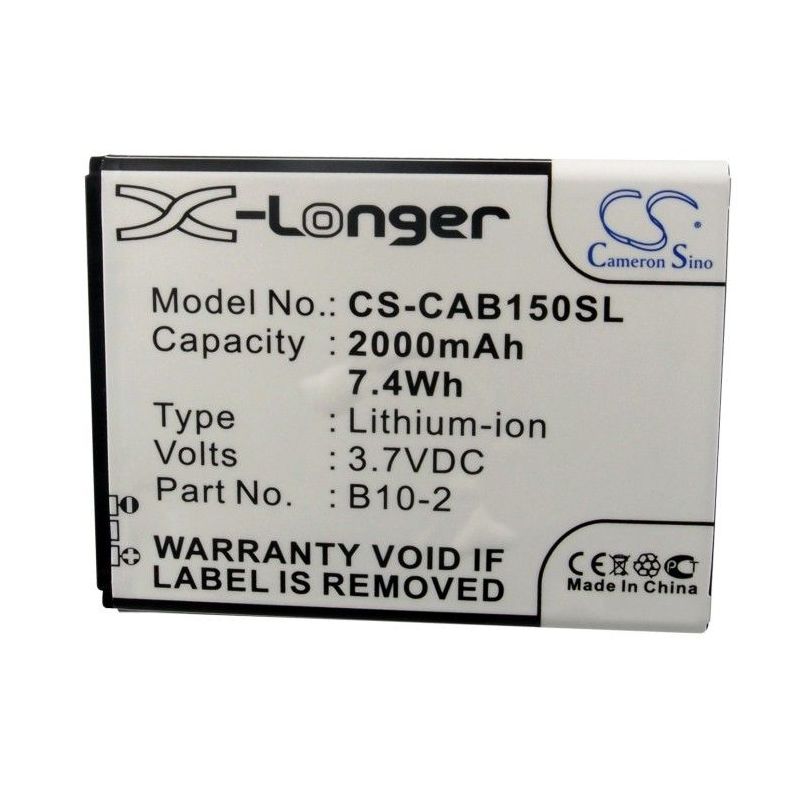 X-Longer
CS
Cameron Sino
Model No.: CS-CAB150SL
Capacity : 2000mAh
7.4Wh
Type : Lithium-ion
Volts : 3.7VDC
Part No. : B10-2
WARRANTY VOID IF
LABEL IS REMOVED
CE
Made In China